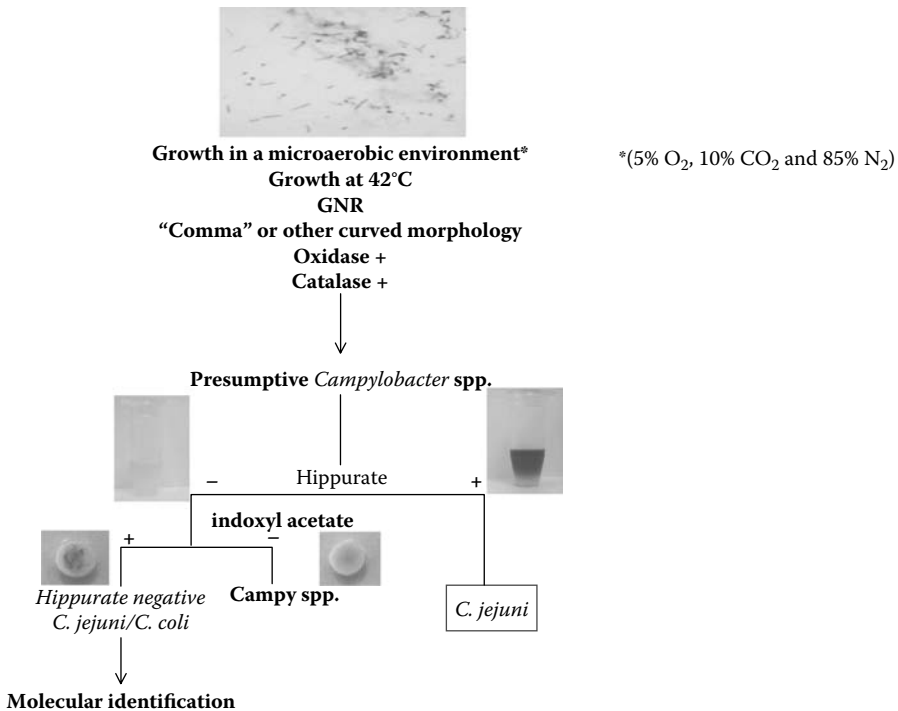 Growth in a microaerobic environment*
*(5% O₂, 10% CO₂ and 85% N₂)
Growth at 42°C
GNR
“Comma” or other curved morphology
Oxidase +
Catalase +
Presumptive Campylobacter spp.
− Hippurate +
indoxyl acetate
+ −
Hippurate negative
C. jejuni/C. coli
Campy spp.
C. jejuni
Molecular identification